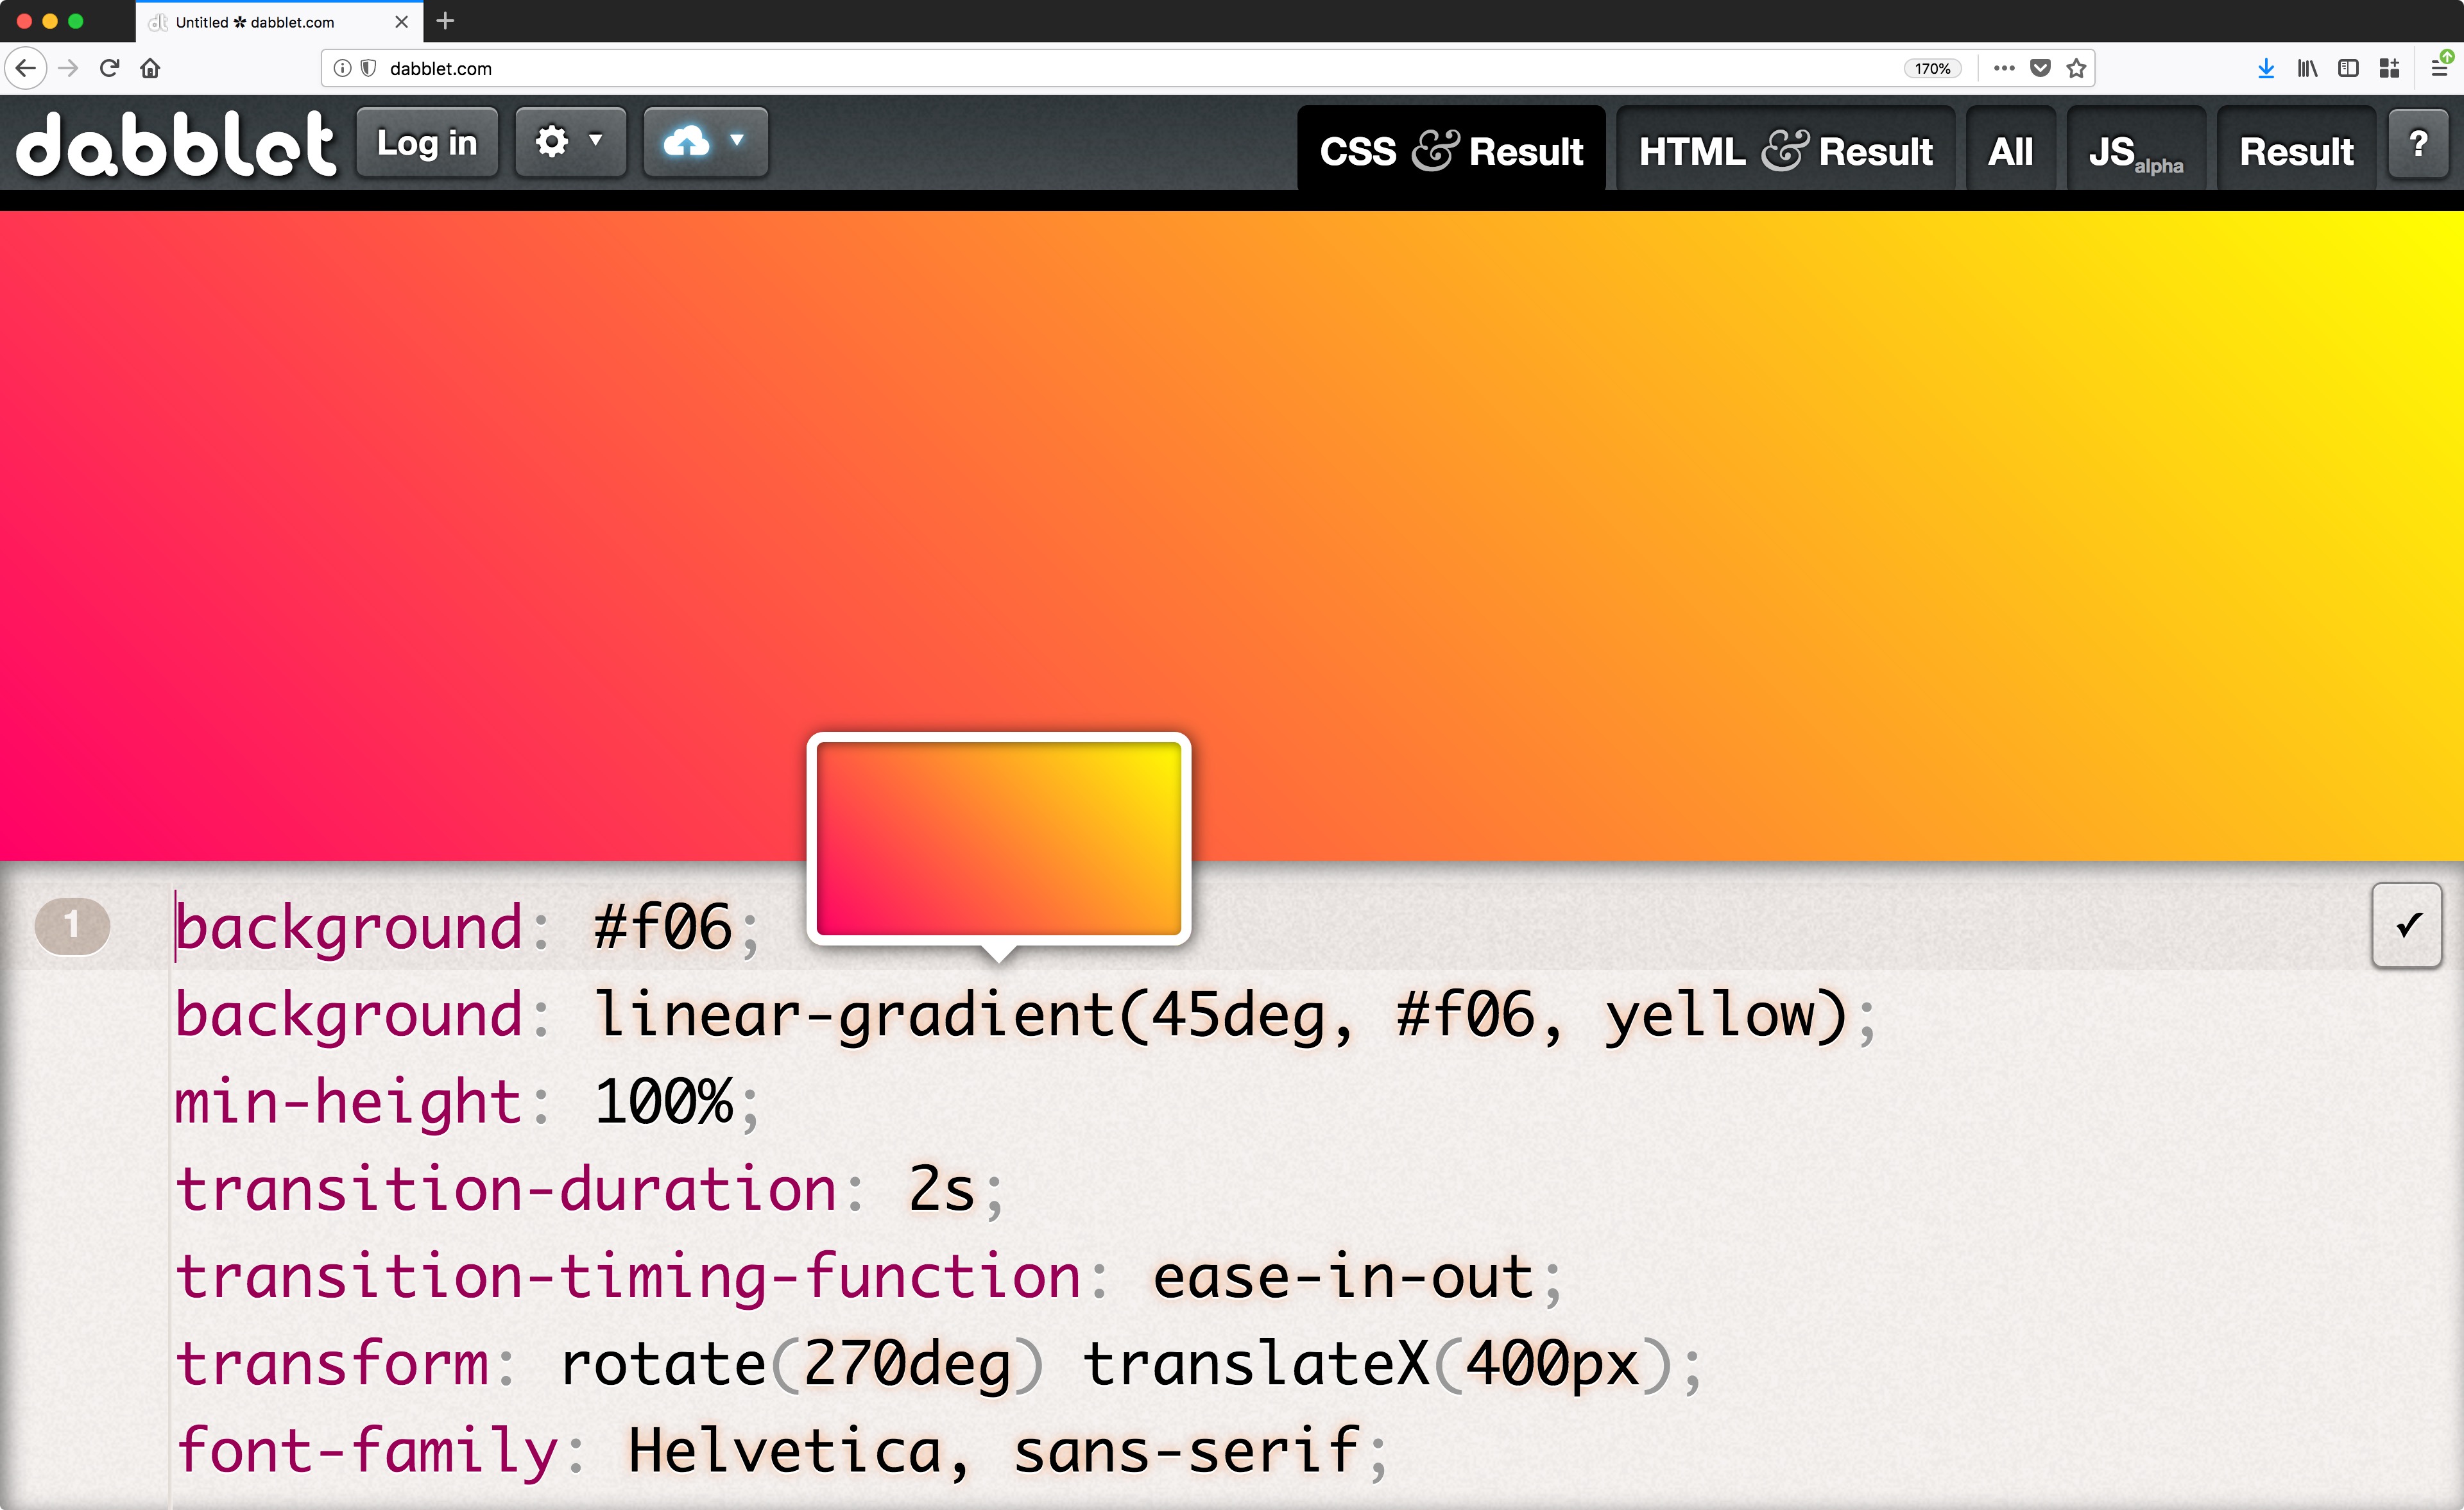 Untitled ✲ dabblet.com
dabblet.com
170%
dabblet
Log in
CSS & Result
HTML & Result
All
JS alpha
Result
?
1
background: #f06;
background: linear-gradient(45deg, #f06, yellow);
min-height: 100%;
transition-duration: 2s;
transition-timing-function: ease-in-out;
transform: rotate(270deg) translateX(400px);
font-family: Helvetica, sans-serif;